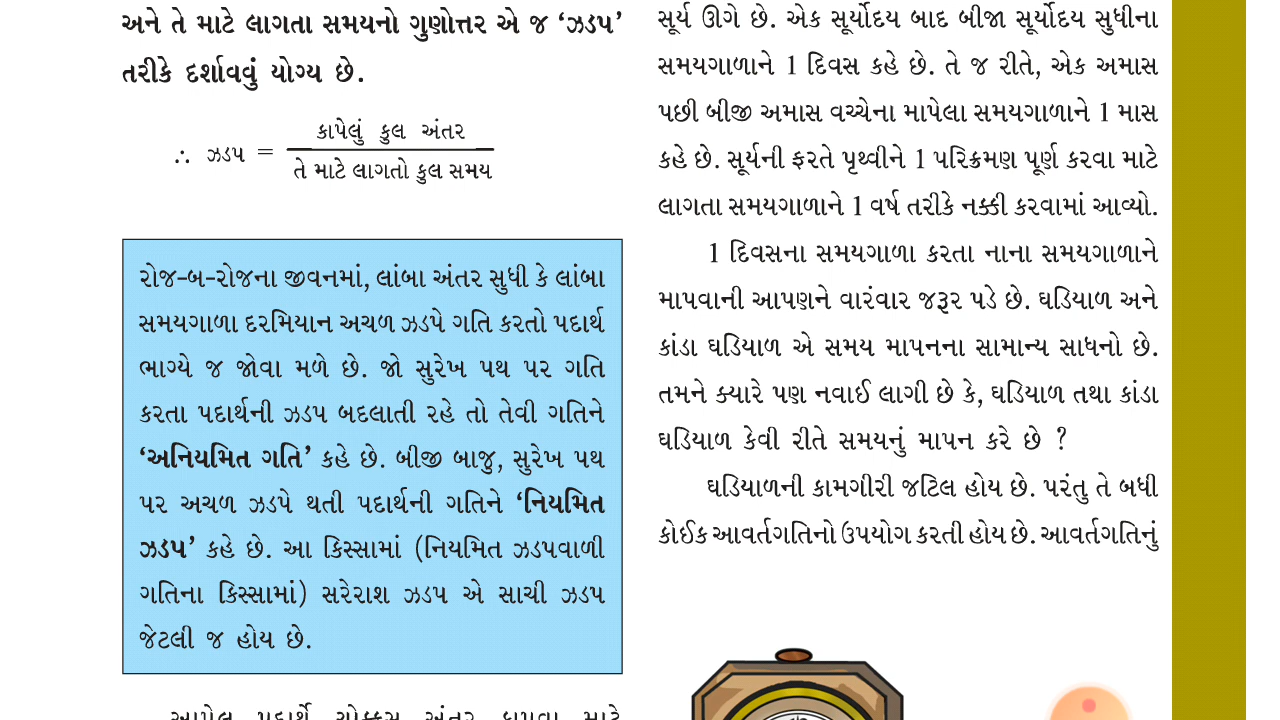 અને તે માટે લાગતા સમયનો ગુણોત્તર એ જ ‘ઝડપ’
તરીકે દર્શાવવું યોગ્ય છે.
∴ ઝડપ = કાપેલું કુલ અંતર
તે માટે લાગતો કુલ સમય
રોજ-બ-રોજના જીવનમાં, લાંબા અંતર સુધી કે લાંબા
સમયગાળા દરમિયાન અચળ ઝડપે ગતિ કરતો પદાર્થ
ભાગ્યે જ જોવા મળે છે. જો સુરેખ પથ પર ગતિ
કરતા પદાર્થની ઝડપ બદલાતી રહે તો તેવી ગતિને
‘અનિયમિત ગતિ’ કહે છે. બીજી બાજુ, સુરેખ પથ
પર અચળ ઝડપે થતી પદાર્થની ગતિને ‘નિયમિત
ઝડપ’ કહે છે. આ કિસ્સામાં (નિયમિત ઝડપવાળી
ગતિના કિસ્સામાં) સરેરાશ ઝડપ એ સાચી ઝડપ
જેટલી જ હોય છે.
આપેલ પદાર્થે ચોક્કસ અંતર કાપવા માટે
સૂર્ય ઊગે છે. એક સૂર્યોદય બાદ બીજા સૂર્યોદય સુધીના
સમયગાળાને 1 દિવસ કહે છે. તે જ રીતે, એક અમાસ
પછી બીજી અમાસ વચ્ચેના માપેલા સમયગાળાને 1 માસ
કહે છે. સૂર્યની ફરતે પૃથ્વીને 1 પરિક્રમણ પૂર્ણ કરવા માટે
લાગતા સમયગાળાને 1 વર્ષ તરીકે નક્કી કરવામાં આવ્યો.
1 દિવસના સમયગાળા કરતા નાના સમયગાળાને
માપવાની આપણને વારંવાર જરૂર પડે છે. ઘડિયાળ અને
કાંડા ઘડિયાળ એ સમય માપનના સામાન્ય સાધનો છે.
તમને ક્યારે પણ નવાઈ લાગી છે કે, ઘડિયાળ તથા કાંડા
ઘડિયાળ કેવી રીતે સમયનું માપન કરે છે ?
ઘડિયાળની કામગીરી જટિલ હોય છે. પરંતુ તે બધી
કોઈક આવર્તગતિનો ઉપયોગ કરતી હોય છે. આવર્તગતિનું